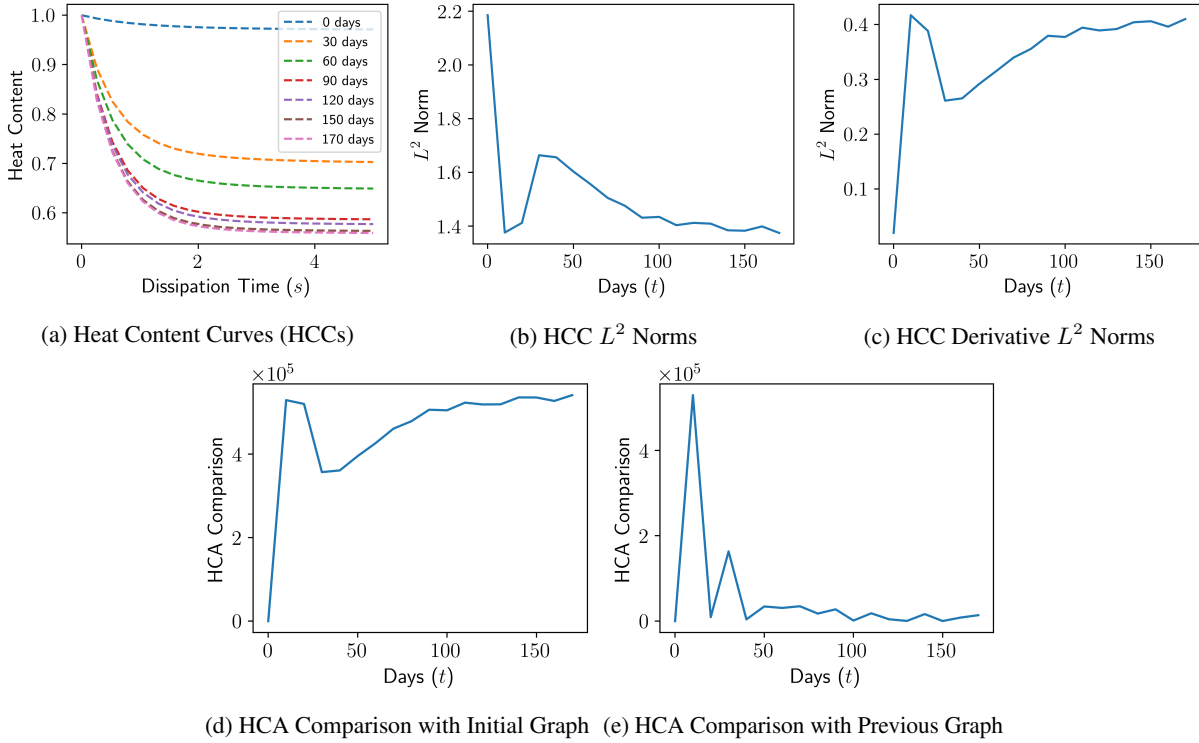 1.0
0.9
0.8
0.7
0.6
Heat Content
0 days
30 days
60 days
90 days
120 days
150 days
170 days
0 2 4
Dissipation Time (s)
(a) Heat Content Curves (HCCs)
2.2
2.0
1.8
1.6
1.4
L² Norm
0 50 100 150
Days (t)
(b) HCC L² Norms
0.4
0.3
0.2
0.1
L² Norm
0 50 100 150
Days (t)
(c) HCC Derivative L² Norms
×10⁵
4
2
0
HCA Comparison
0 50 100 150
Days (t)
(d) HCA Comparison with Initial Graph
×10⁵
4
2
0
HCA Comparison
0 50 100 150
Days (t)
(e) HCA Comparison with Previous Graph